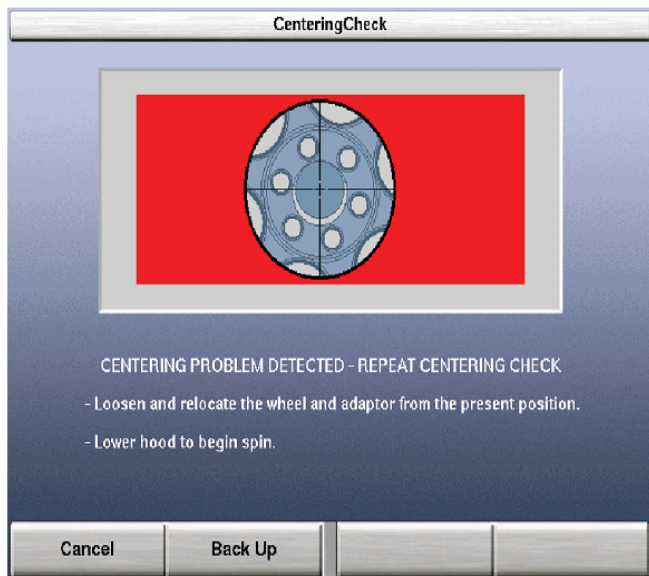 CenteringCheck
CENTERING PROBLEM DETECTED - REPEAT CENTERING CHECK
- Loosen and relocate the wheel and adaptor from the present position.
- Lower hood to begin spin.
Cancel
Back Up